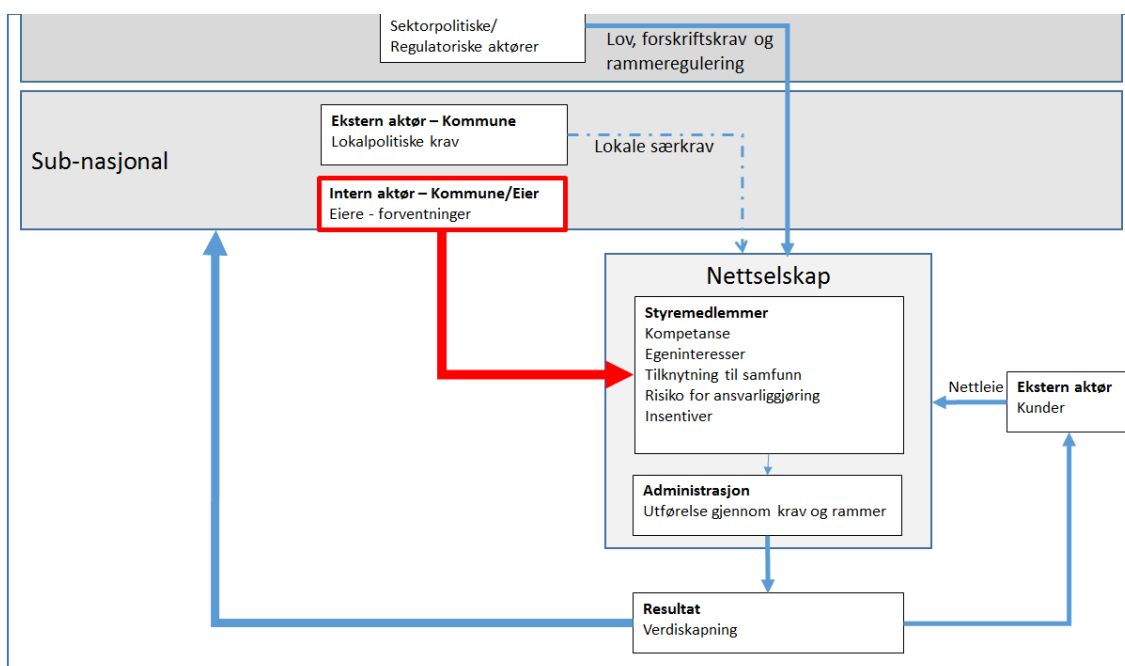 Sektorpolitiske/
Regulatoriske aktører
Lov, forskriftskrav og
rammeregulering
Ekstern aktør – Kommune
Lokalpolitiske krav
Lokale særkrav
Sub-nasjonal
Intern aktør – Kommune/Eier
Eiere - forventninger
Nettselskap
Styremedlemmer
Kompetanse
Egeninteresser
Tilknytning til samfunn
Risiko for ansvarliggjøring
Insentiver
Nettleie
Ekstern aktør
Kunder
Administrasjon
Utførelse gjennom krav og rammer
Resultat
Verdiskapning